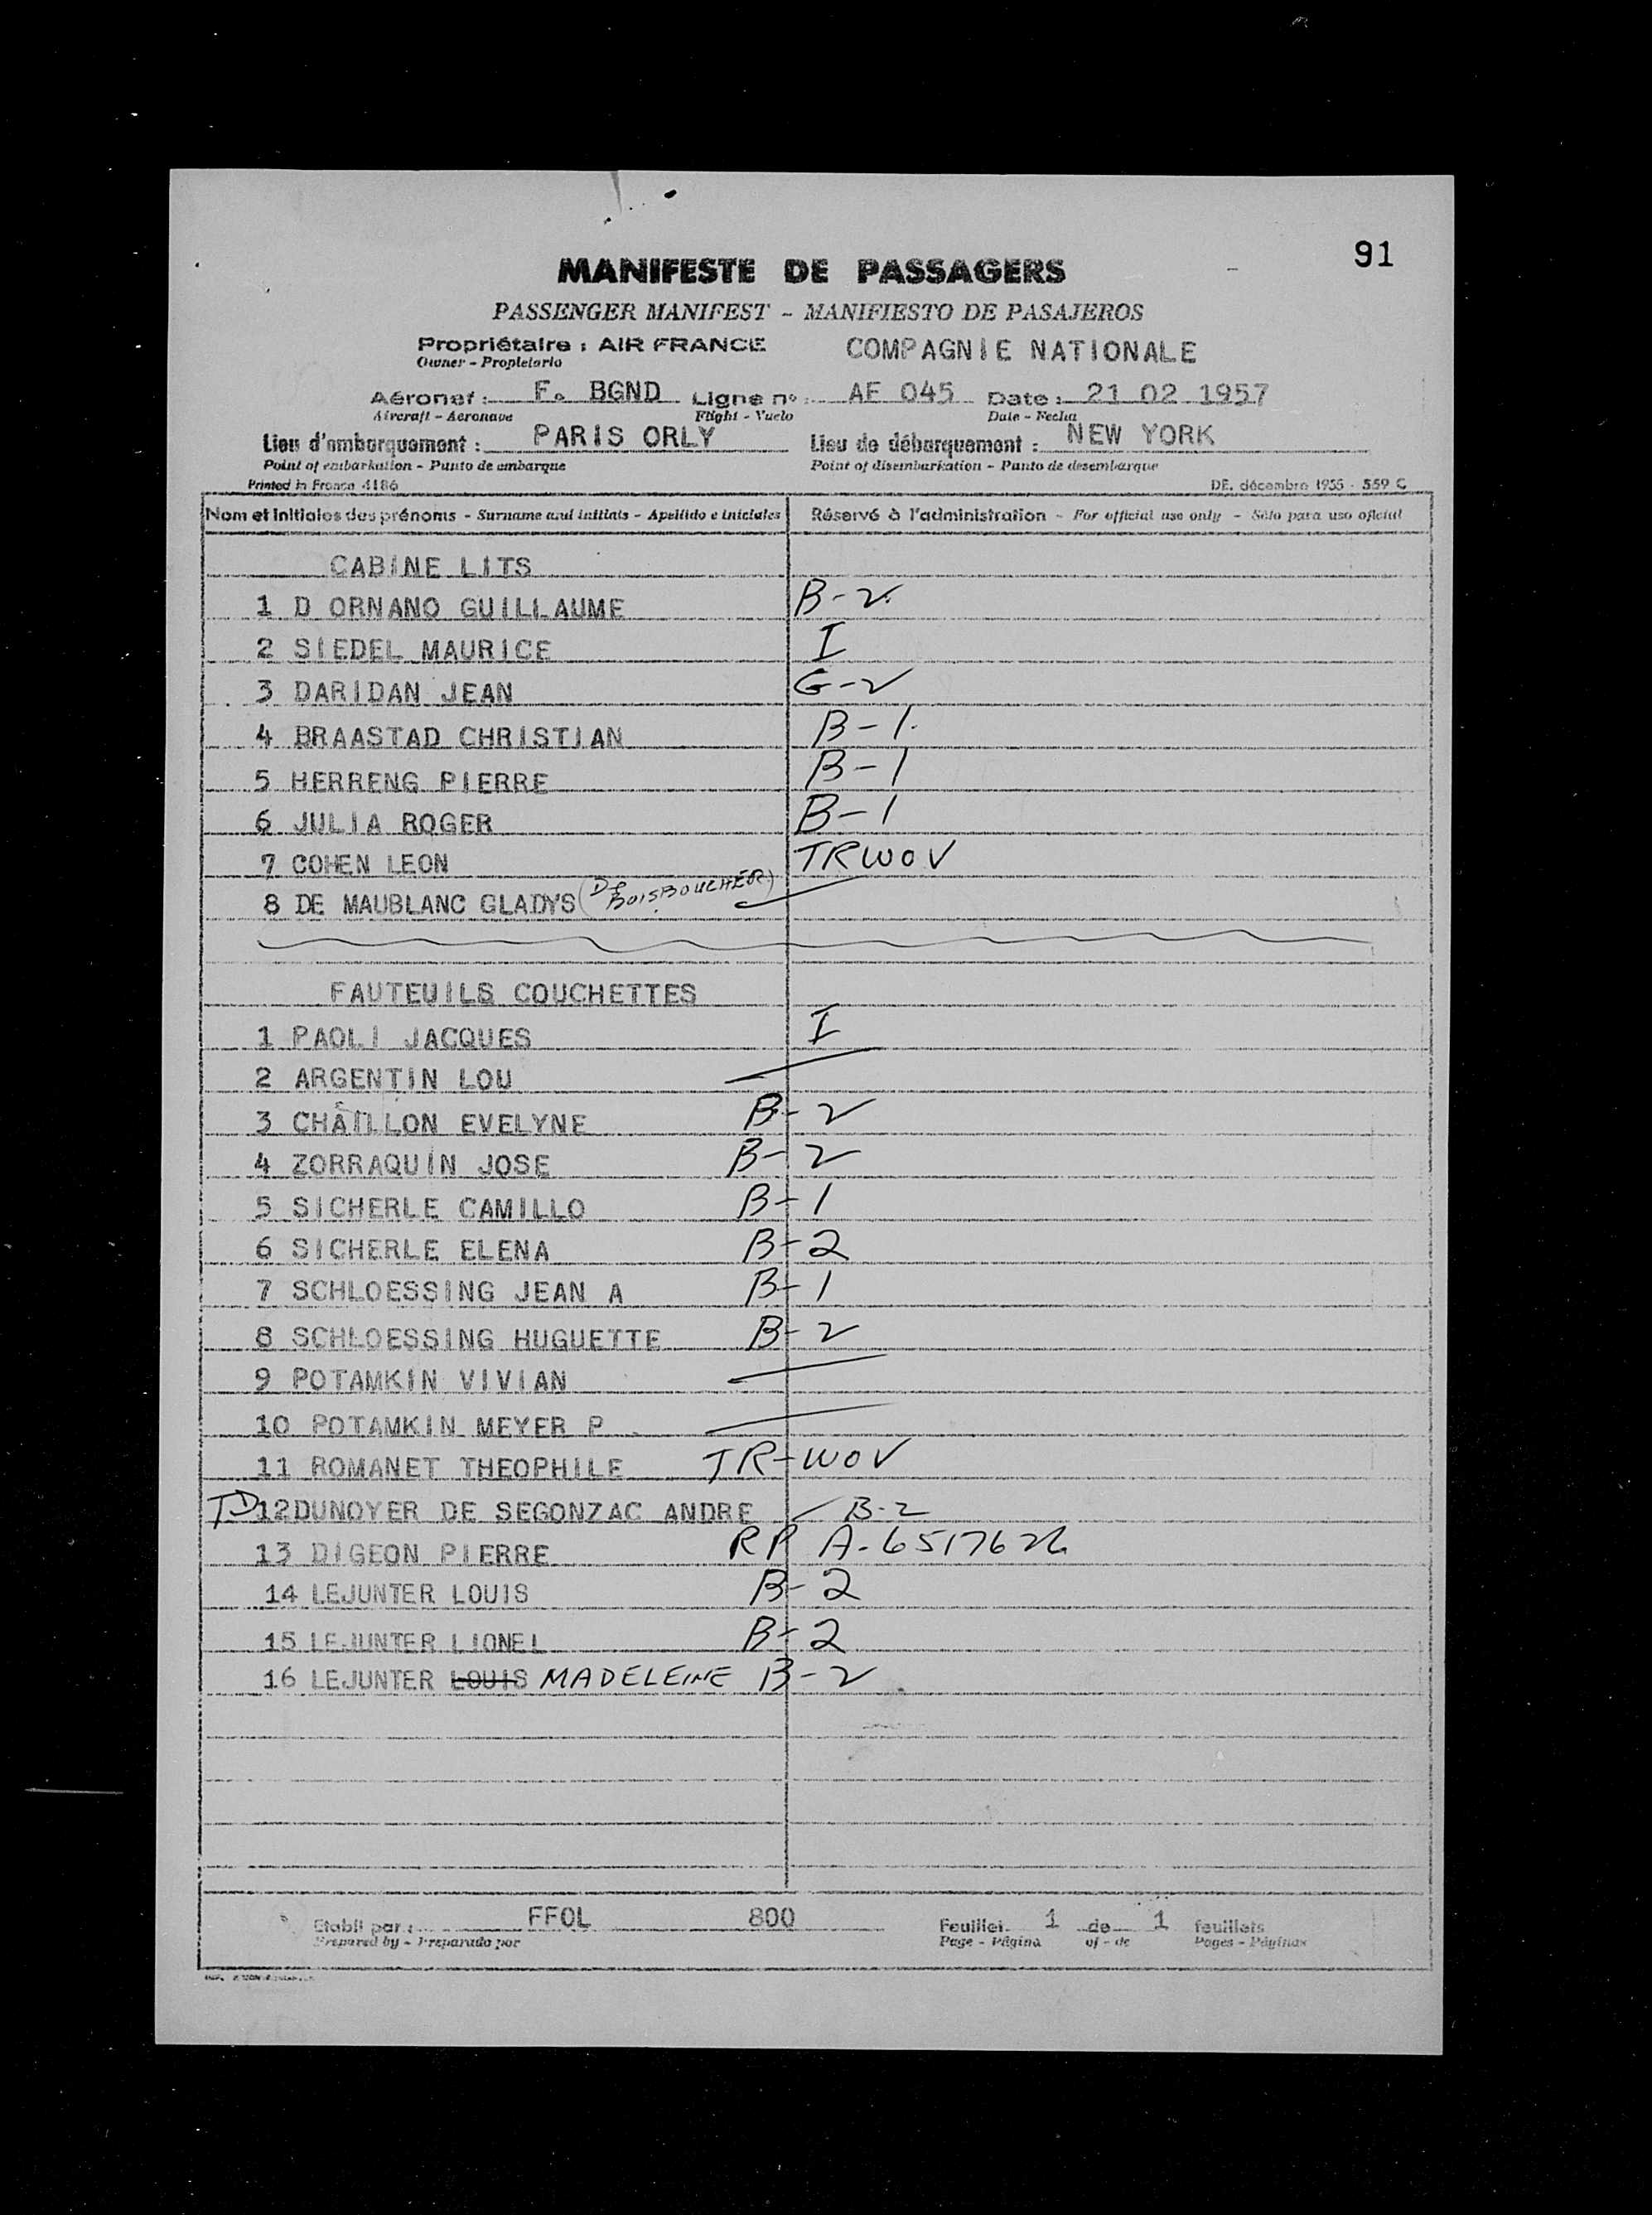 91
MANIFESTE DE PASSAGERS
PASSENGER MANIFEST - MANIFIESTO DE PASAJEROS
Propriétaire : AIR FRANCE COMPAGNIE NATIONALE
Owner - Propietario
Aéronef : F. BGND Ligne n° : AF 045 Date : 21 02 1957
Aircraft - Aeronave Flight - Vuelo Date - Fecha
Lieu d'embarquement : PARIS ORLY Lieu de débarquement : NEW YORK
Point of embarkation - Punto de embarque Point of disembarkation - Punto de desembarque
Printed in France 4186 DE. décembre 1955 - 559 C
Nom et initiales des prénoms - Surname and initials - Apellido e iniciales Réservé à l'administration - For official use only - Sólo para uso oficial
CABINE LITS
1 D ORNANO GUILLAUME B-2
2 SIEDEL MAURICE I
3 DARIDAN JEAN G-2
4 BRAASTAD CHRISTIAN B-1
5 HERRENG PIERRE B-1
6 JULIA ROGER B-1
7 COHEN LEON TRWOV
8 DE MAUBLANC GLADYS (DE BOISBOUCHER)
FAUTEUILS COUCHETTES
1 PAOLI JACQUES I
2 ARGENTIN LOU
3 CHATILLON EVELYNE B-2
4 ZORRAQUIN JOSE B-2
5 SICHERLE CAMILLO B-1
6 SICHERLE ELENA B-2
7 SCHLOESSING JEAN A B-1
8 SCHLOESSING HUGUETTE B-2
9 POTAMKIN VIVIAN
10 POTAMKIN MEYER P
11 ROMANET THEOPHILE TR-WOV
TD 12 DUNOYER DE SEGONZAC ANDRE B-2
13 DIGEON PIERRE RP A-6517626
14 LEJUNTER LOUIS B-2
15 LEJUNTER LIONEL B-2
16 LEJUNTER LOUIS MADELEINE B-2
Etabli par : FFOL 800 Feuillet 1 de 1 feuillets
Prepared by - Preparado por Page - Página of - de Pages - Páginas